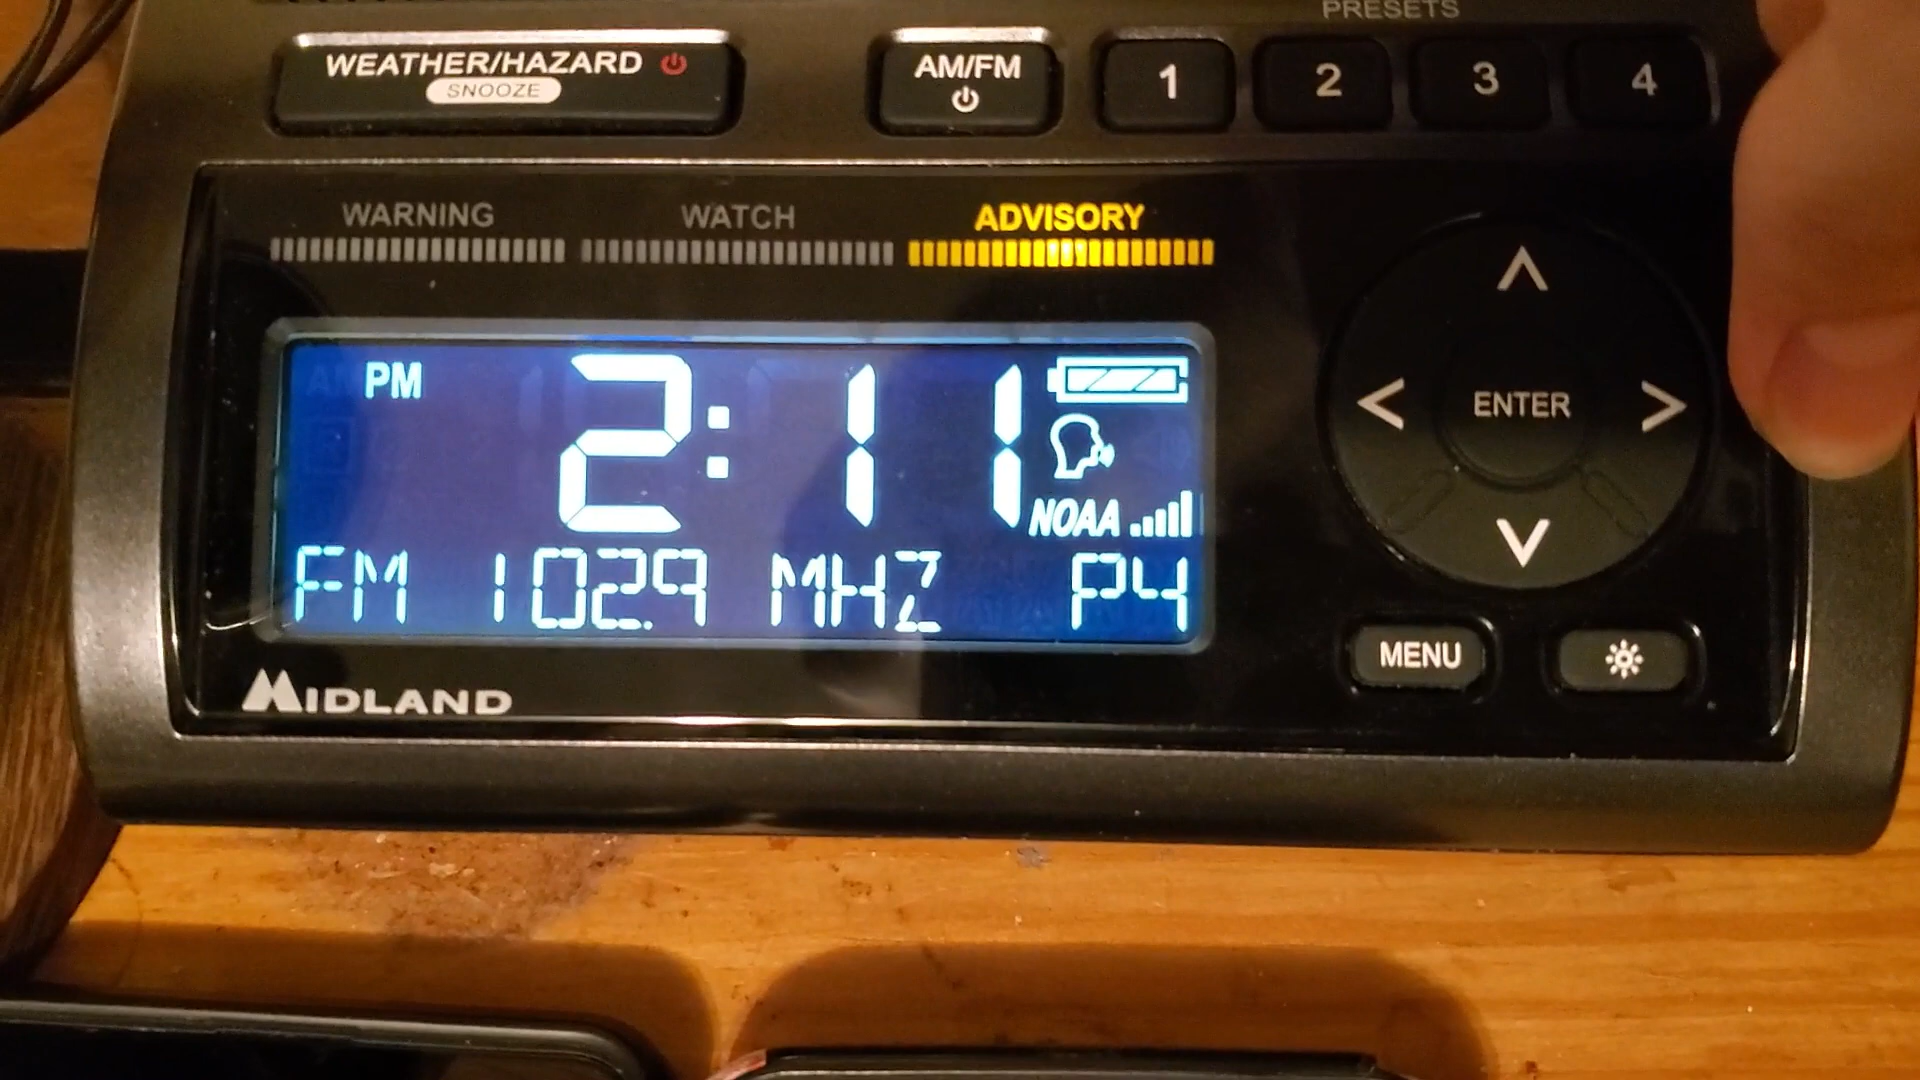 PRESETS
WEATHER/HAZARD
SNOOZE
AM/FM
1 2 3 4
WARNING WATCH ADVISORY
PM 2:11
NOAA
FM 102.9 MHZ P4
ENTER
MENU
MIDLAND